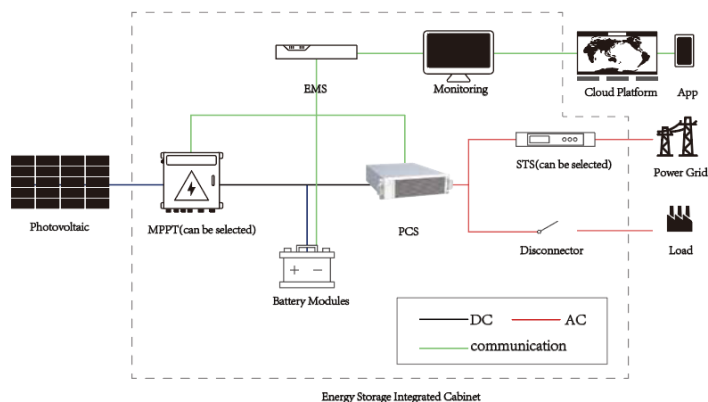 EMS
Monitoring
Cloud Platform
App
STS(can be selected)
Power Grid
Photovoltaic
MPPT(can be selected)
PCS
Disconnector
Load
+ −
Battery Modules
DC
AC
communication
Energy Storage Integrated Cabinet